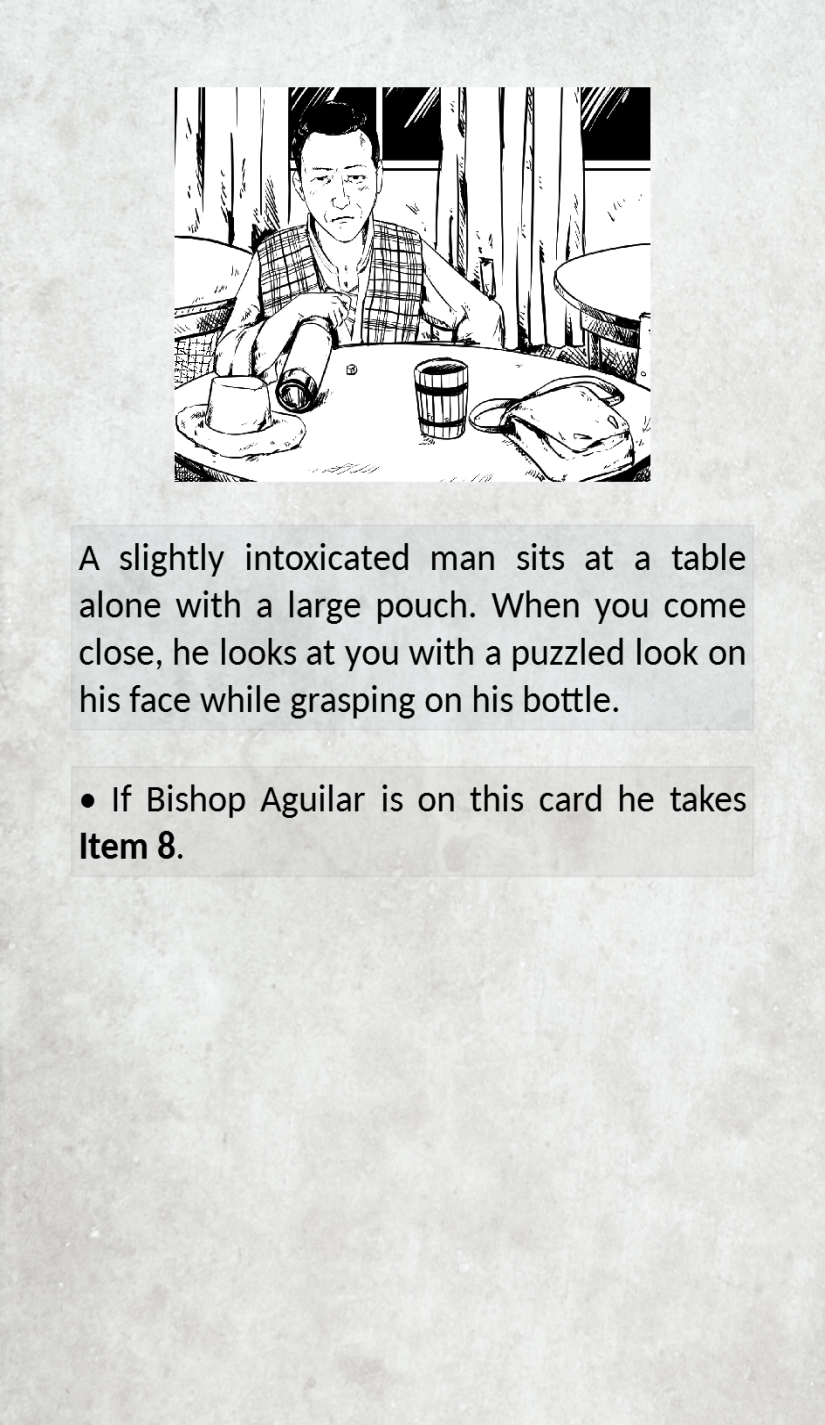 A slightly intoxicated man sits at a table
alone with a large pouch. When you come
close, he looks at you with a puzzled look on
his face while grasping on his bottle.
• If Bishop Aguilar is on this card he takes
Item 8.